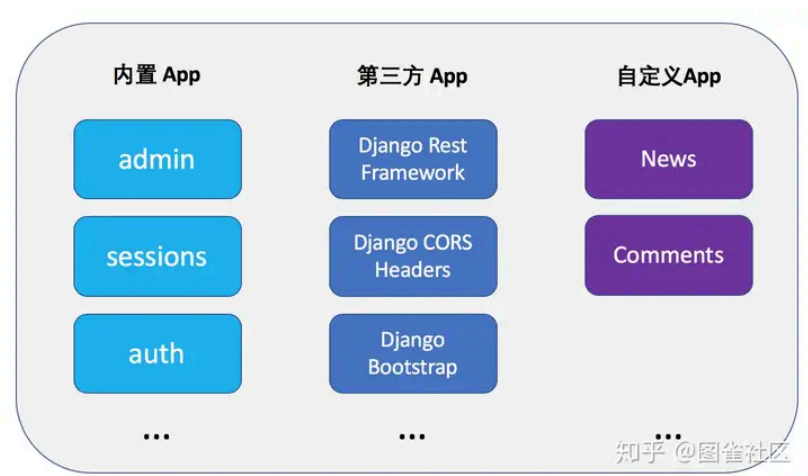 内置 App
第三方 App
自定义App
admin
Django Rest
Framework
News
sessions
Django CORS
Headers
Comments
auth
Django
Bootstrap
...
...
...
知乎 @图雀社区